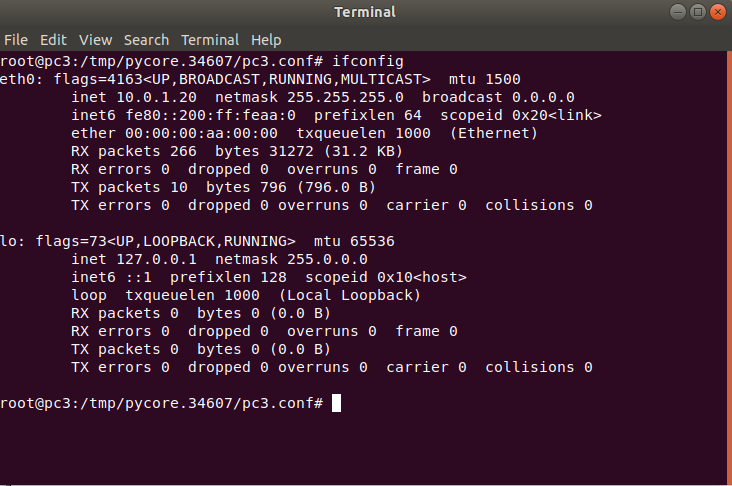 Terminal
File Edit View Search Terminal Help
root@pc3:/tmp/pycore.34607/pc3.conf# ifconfig
eth0: flags=4163<UP,BROADCAST,RUNNING,MULTICAST>  mtu 1500
        inet 10.0.1.20  netmask 255.255.255.0  broadcast 0.0.0.0
        inet6 fe80::200:ff:feaa:0  prefixlen 64  scopeid 0x20<link>
        ether 00:00:00:aa:00:00  txqueuelen 1000  (Ethernet)
        RX packets 266  bytes 31272 (31.2 KB)
        RX errors 0  dropped 0  overruns 0  frame 0
        TX packets 10  bytes 796 (796.0 B)
        TX errors 0  dropped 0 overruns 0  carrier 0  collisions 0
lo: flags=73<UP,LOOPBACK,RUNNING>  mtu 65536
        inet 127.0.0.1  netmask 255.0.0.0
        inet6 ::1  prefixlen 128  scopeid 0x10<host>
        loop  txqueuelen 1000  (Local Loopback)
        RX packets 0  bytes 0 (0.0 B)
        RX errors 0  dropped 0  overruns 0  frame 0
        TX packets 0  bytes 0 (0.0 B)
        TX errors 0  dropped 0 overruns 0  carrier 0  collisions 0
root@pc3:/tmp/pycore.34607/pc3.conf#